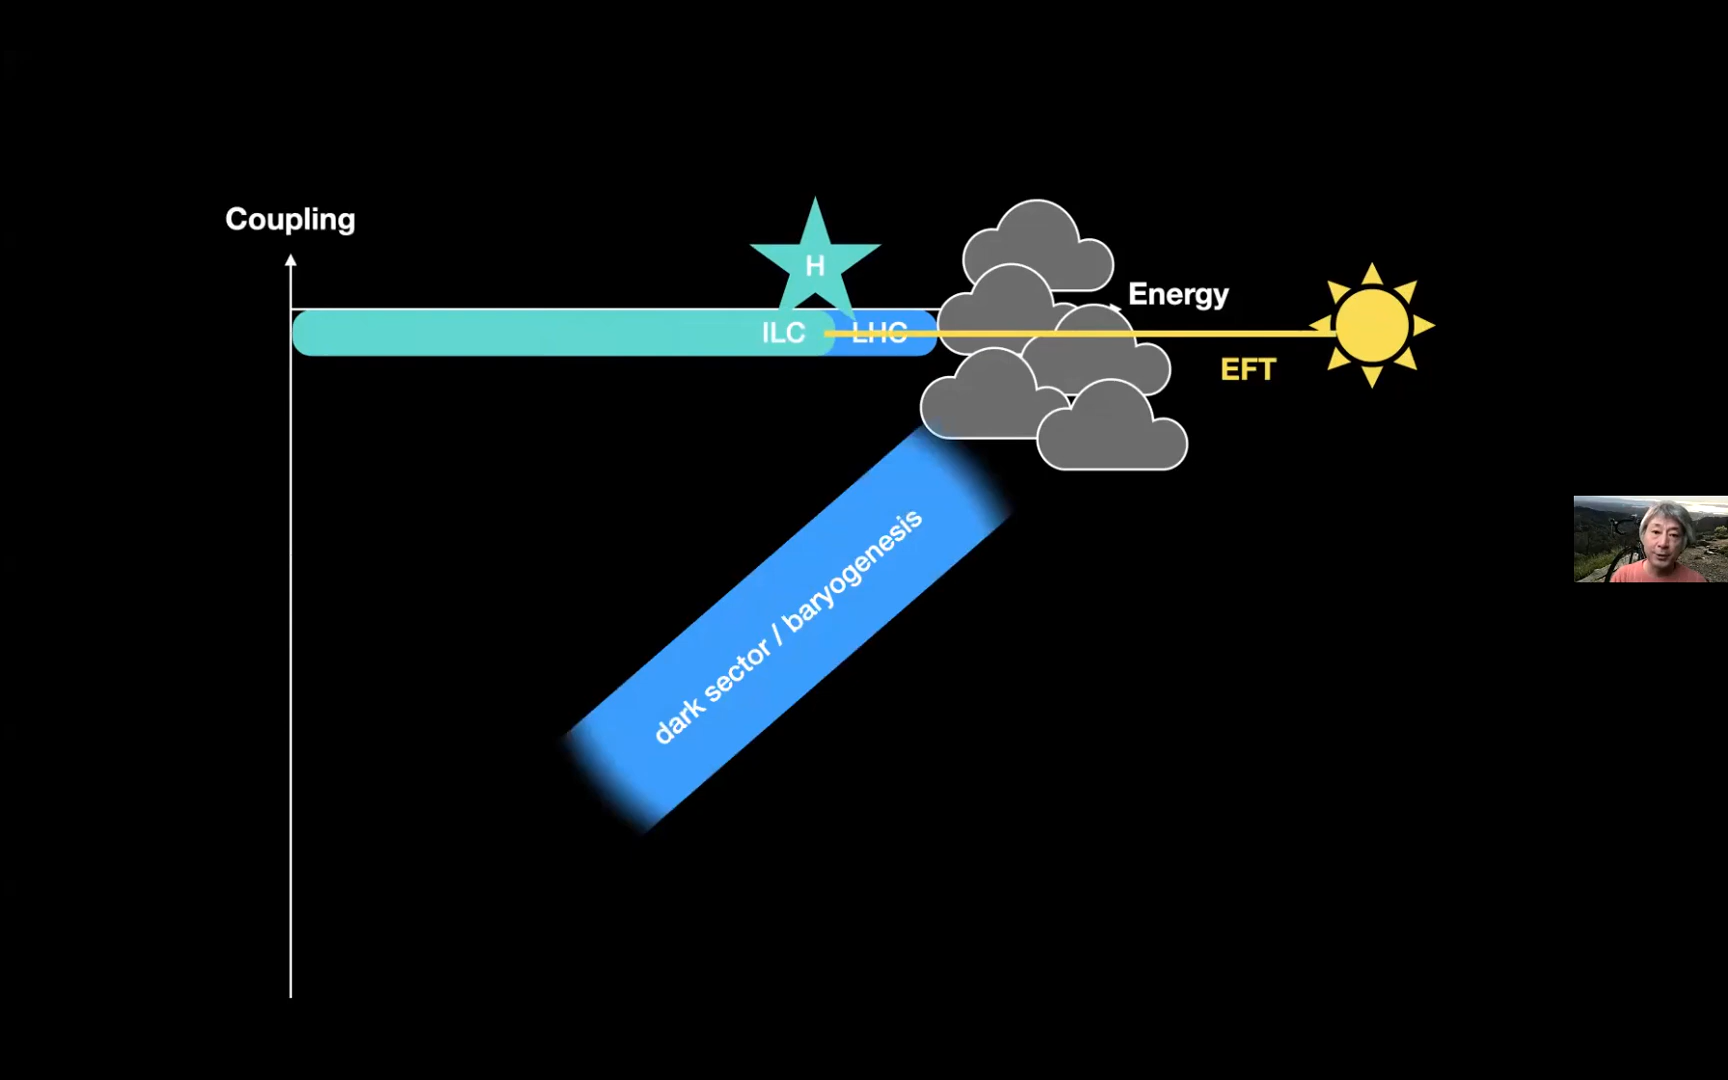 Coupling
H
Energy
ILC
LHC
EFT
dark sector / baryogenesis